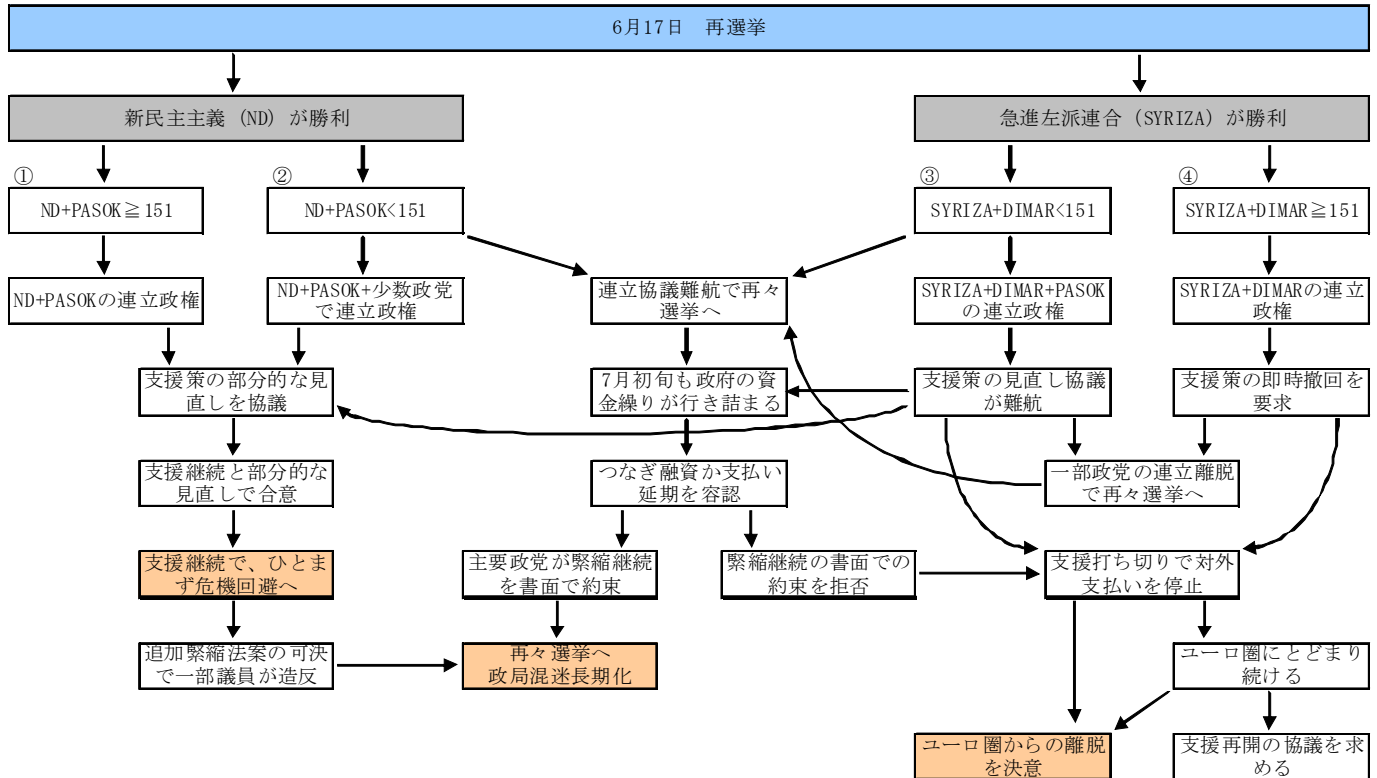 6月17日　再選挙
新民主主義（ND）が勝利
急進左派連合（SYRIZA）が勝利
①
②
③
④
ND+PASOK≧151
ND+PASOK<151
SYRIZA+DIMAR<151
SYRIZA+DIMAR≧151
ND+PASOKの連立政権
ND+PASOK+少数政党
で連立政権
連立協議難航で再々
選挙へ
SYRIZA+DIMAR+PASOK
の連立政権
SYRIZA+DIMARの連立
政権
支援策の部分的な見
直しを協議
7月初旬も政府の資
金繰りが行き詰まる
支援策の見直し協議
が難航
支援策の即時撤回を
要求
支援継続と部分的な
見直しで合意
つなぎ融資か支払い
延期を容認
一部政党の連立離脱
で再々選挙へ
支援継続で、ひとま
ず危機回避へ
主要政党が緊縮継続
を書面で約束
緊縮継続の書面での
約束を拒否
支援打ち切りで対外
支払いを停止
追加緊縮法案の可決
で一部議員が造反
再々選挙へ
政局混迷長期化
ユーロ圏にとどまり
続ける
ユーロ圏からの離脱
を決意
支援再開の協議を求
める